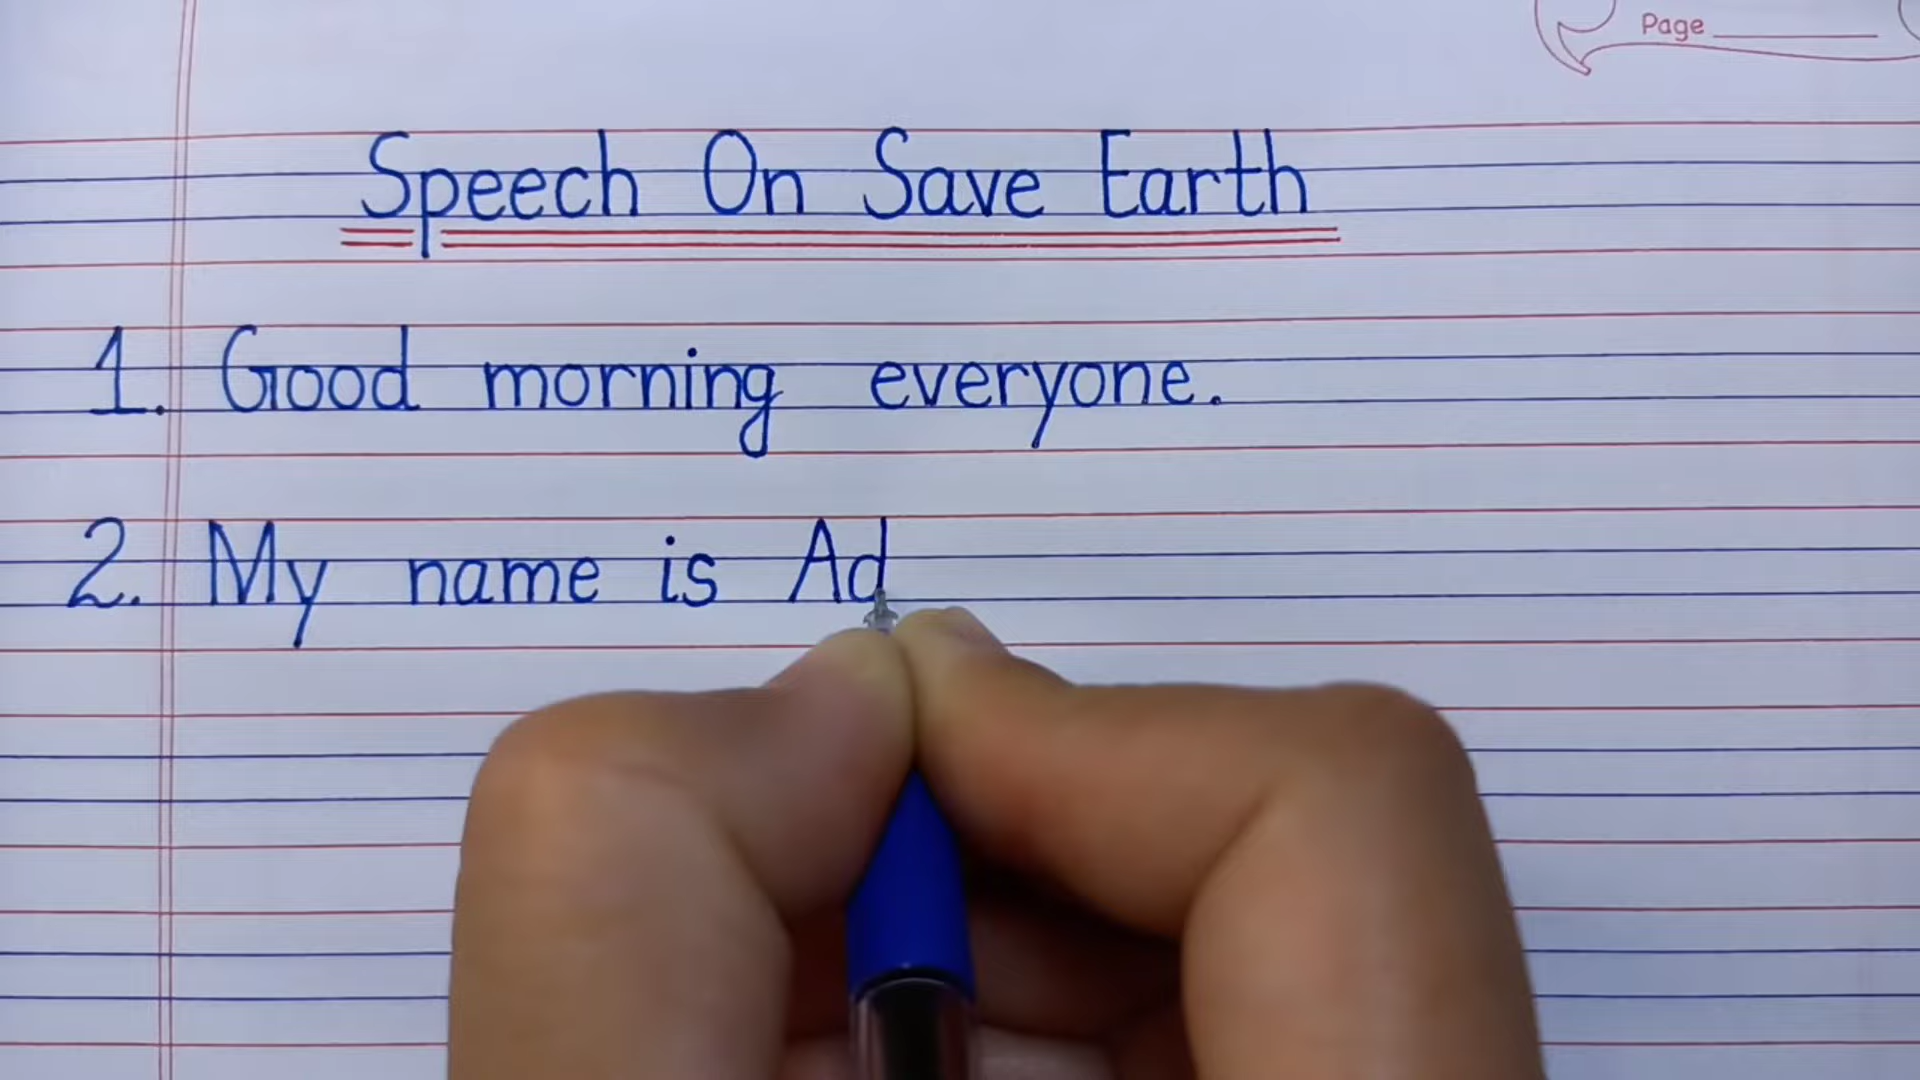 Page
Speech On Save Earth
1. Good morning everyone.
2. My name is Ad